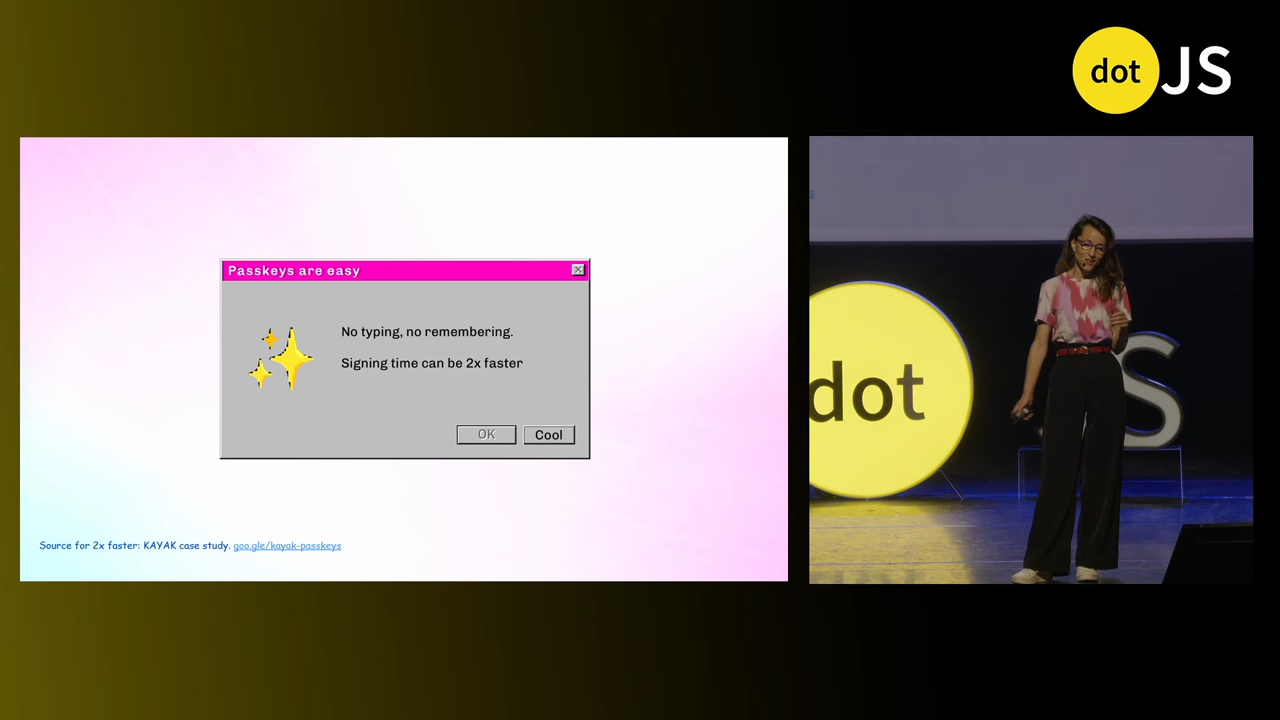 dot JS
Passkeys are easy
No typing, no remembering.
Signing time can be 2x faster
OK
Cool
Source for 2x faster: KAYAK case study. goo.gle/kayak-passkeys
dot
S